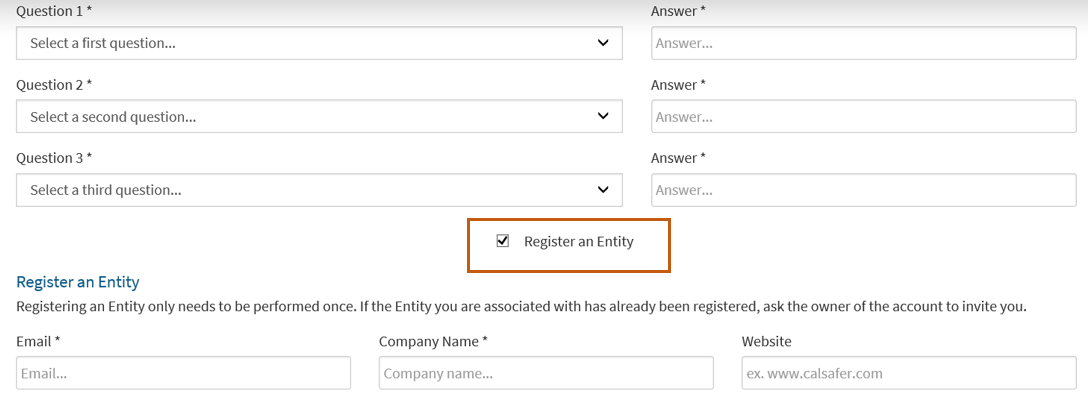 Question 1 * Answer *
Select a first question... Answer...
Question 2 * Answer *
Select a second question... Answer...
Question 3 * Answer *
Select a third question... Answer...
Register an Entity
Register an Entity
Registering an Entity only needs to be performed once. If the Entity you are associated with has already been registered, ask the owner of the account to invite you.
Email * Company Name * Website
Email... Company name... ex. www.calsafer.com